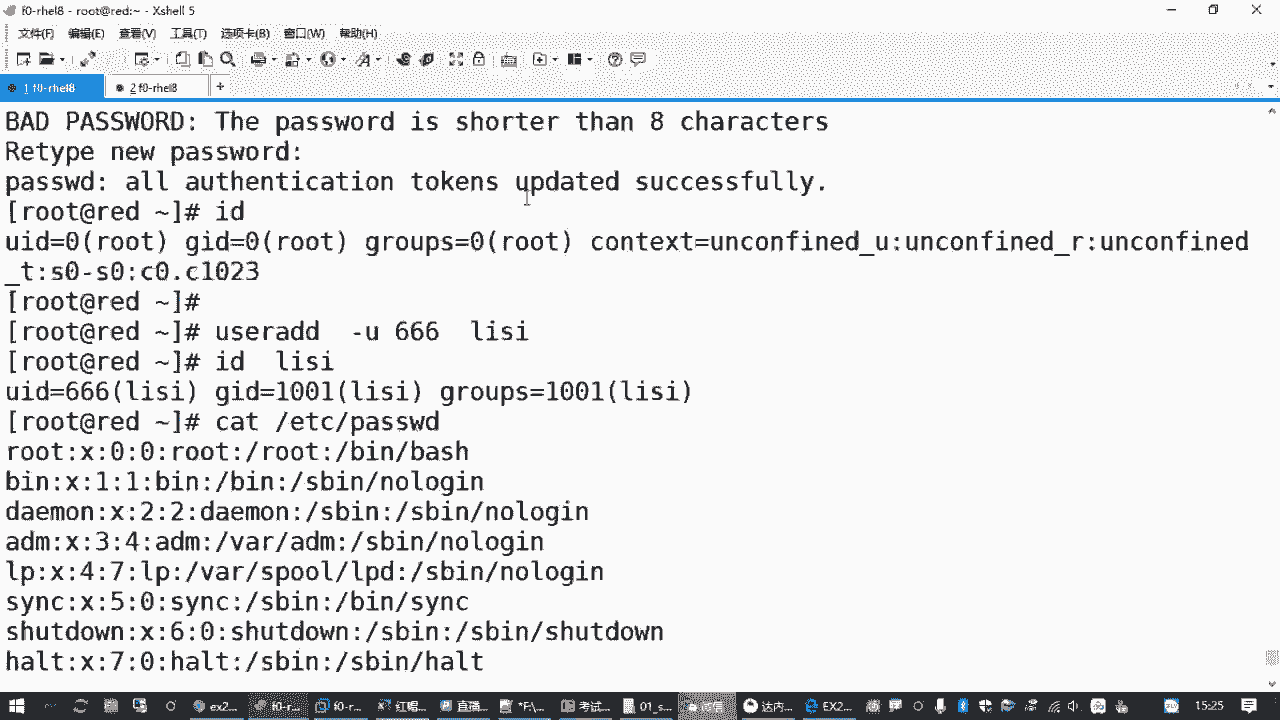 f0-rhel8 - root@red:~ - Xshell 5
文件(F) 编辑(E) 查看(V) 工具(T) 选项卡(B) 窗口(W) 帮助(H)
1 f0-rhel8 2 f0-rhel8 +
BAD PASSWORD: The password is shorter than 8 characters
Retype new password:
passwd: all authentication tokens updated successfully.
[root@red ~]# id
uid=0(root) gid=0(root) groups=0(root) context=unconfined_u:unconfined_r:unconfined
_t:s0-s0:c0.c1023
[root@red ~]#
[root@red ~]# useradd  -u 666  lisi
[root@red ~]# id  lisi
uid=666(lisi) gid=1001(lisi) groups=1001(lisi)
[root@red ~]# cat /etc/passwd
root:x:0:0:root:/root:/bin/bash
bin:x:1:1:bin:/bin:/sbin/nologin
daemon:x:2:2:daemon:/sbin:/sbin/nologin
adm:x:3:4:adm:/var/adm:/sbin/nologin
lp:x:4:7:lp:/var/spool/lpd:/sbin/nologin
sync:x:5:0:sync:/sbin:/bin/sync
shutdown:x:6:0:shutdown:/sbin:/sbin/shutdown
halt:x:7:0:halt:/sbin:/sbin/halt
ex2... f0-r... f0-r... 红帽... 直播... *F\... 考试... 01_s... 达内... EX2... 15:25